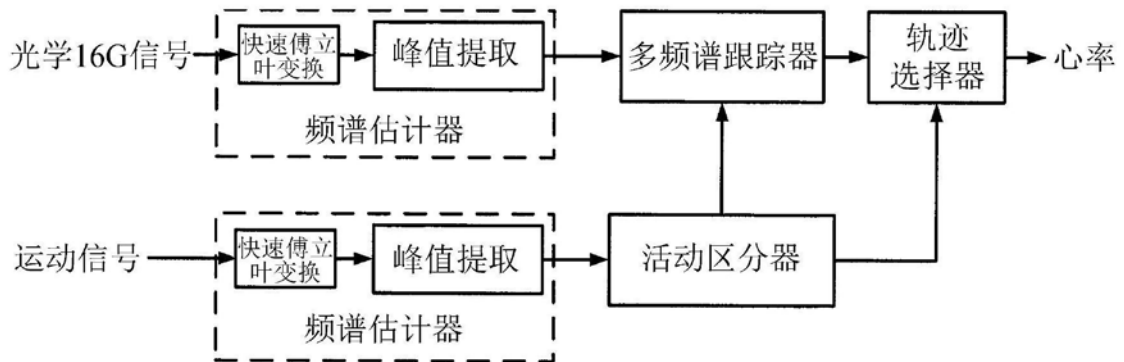 光学16G信号
快速傅立
叶变换
峰值提取
频谱估计器
多频谱跟踪器
轨迹
选择器
心率
运动信号
快速傅立
叶变换
峰值提取
频谱估计器
活动区分器